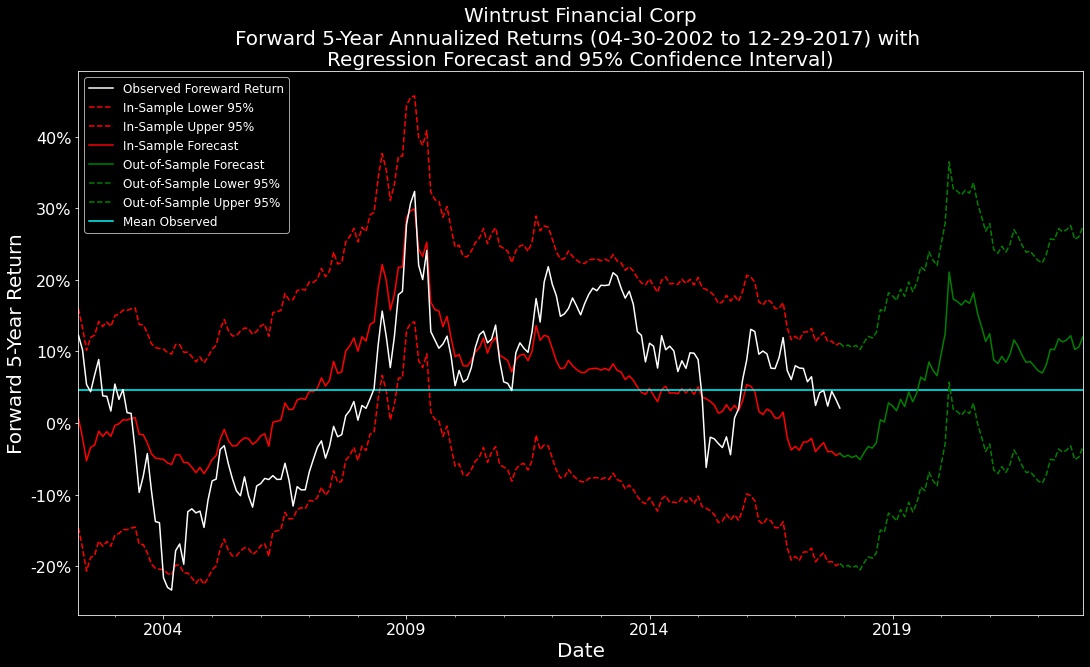 Wintrust Financial Corp
Forward 5-Year Annualized Returns (04-30-2002 to 12-29-2017) with
Regression Forecast and 95% Confidence Interval)
Observed Foreward Return
In-Sample Lower 95%
In-Sample Upper 95%
In-Sample Forecast
Out-of-Sample Forecast
Out-of-Sample Lower 95%
Out-of-Sample Upper 95%
Mean Observed
Forward 5-Year Return
40%
30%
20%
10%
0%
-10%
-20%
2004
2009
2014
2019
Date